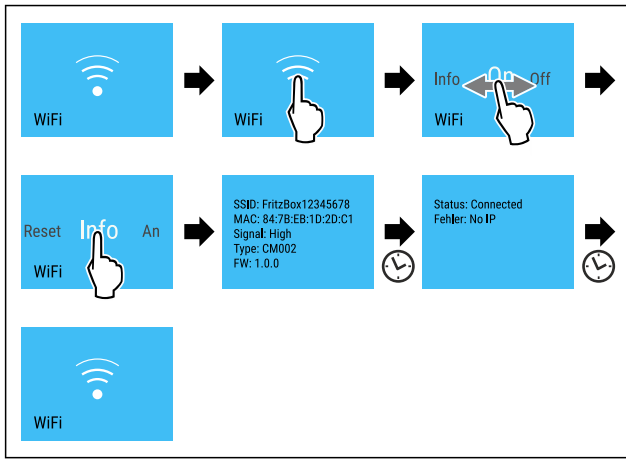 WiFi
WiFi
Info On Off
WiFi
Reset Info An
WiFi
SSID: FritzBox12345678
MAC: 84:7B:EB:1D:2D:C1
Signal: High
Type: CM002
FW: 1.0.0
Status: Connected
Fehler: No IP
WiFi